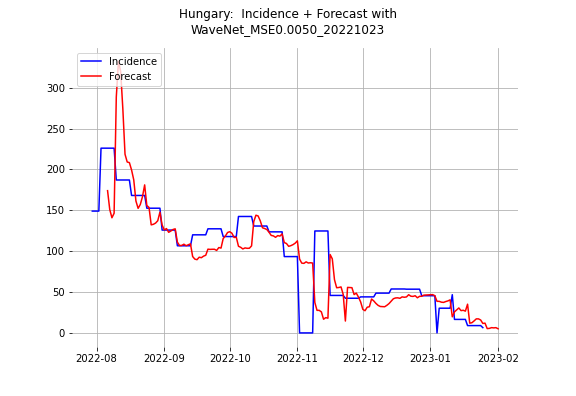 Hungary:  Incidence + Forecast with
WaveNet_MSE0.0050_20221023
Incidence
Forecast
300
250
200
150
100
50
0
2022-08 2022-09 2022-10 2022-11 2022-12 2023-01 2023-02